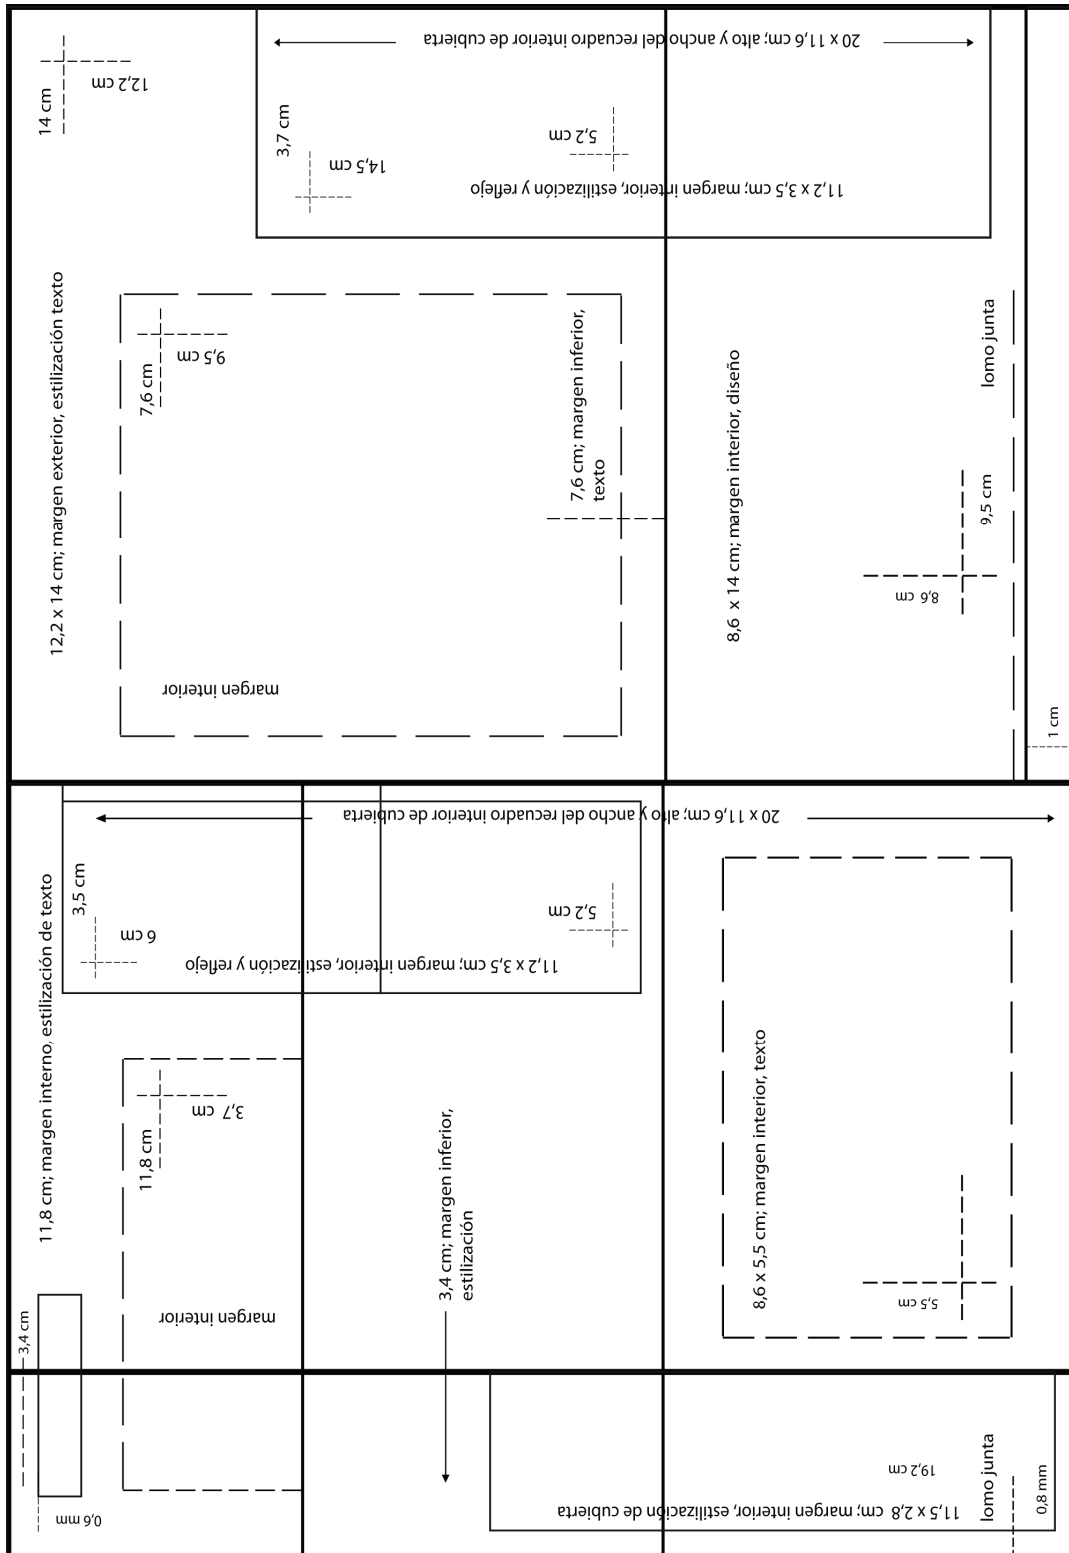 20 x 11,6 cm; alto y ancho del recuadro interior de cubierta
14 cm
12,2 cm
3,7 cm
14,5 cm
5,2 cm
11,2 x 3,5 cm; margen interior, estilización y reflejo
12,2 x 14 cm; margen exterior, estilización texto
7,6 cm
9,5 cm
7,6 cm; margen inferior,
texto
8,6 x 14 cm; margen interior, diseño
lomo junta
9,5 cm
8,6 cm
margen interior
1 cm
20 x 11,6 cm; alto y ancho del recuadro interior de cubierta
11,8 cm; margen interno, estilización de texto
3,5 cm
6 cm
5,2 cm
11,2 x 3,5 cm; margen interior, estilización y reflejo
11,8 cm
3,7 cm
3,4 cm; margen inferior,
estilización
8,6 x 5,5 cm; margen interior, texto
5,5 cm
margen interior
3,4 cm
0,6 mm
19,2 cm
11,5 x 2,8 cm; margen interior, estilización de cubierta
lomo junta
0,8 mm